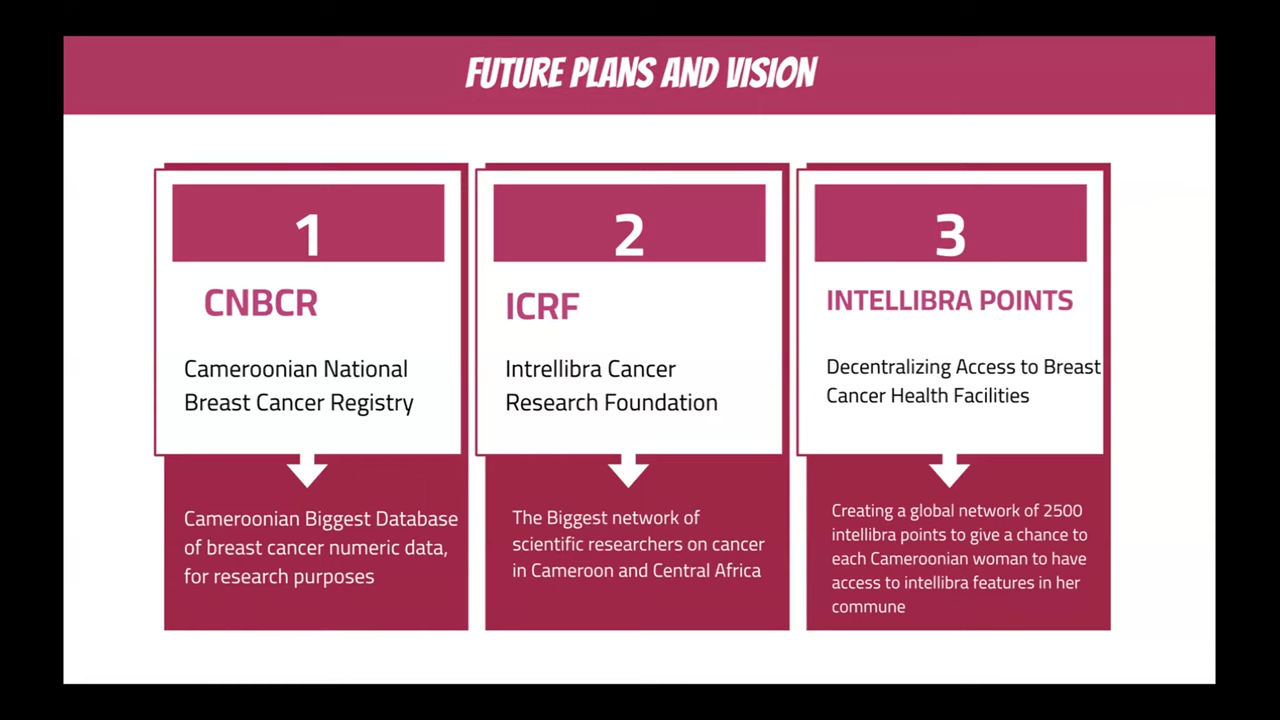 FUTURE PLANS AND VISION
1
CNBCR
Cameroonian National
Breast Cancer Registry
Cameroonian Biggest Database
of breast cancer numeric data,
for research purposes
2
ICRF
Intrellibra Cancer
Research Foundation
The Biggest network of
scientific researchers on cancer
in Cameroon and Central Africa
3
INTELLIBRA POINTS
Decentralizing Access to Breast
Cancer Health Facilities
Creating a global network of 2500
intellibra points to give a chance to
each Cameroonian woman to have
access to intellibra features in her
commune